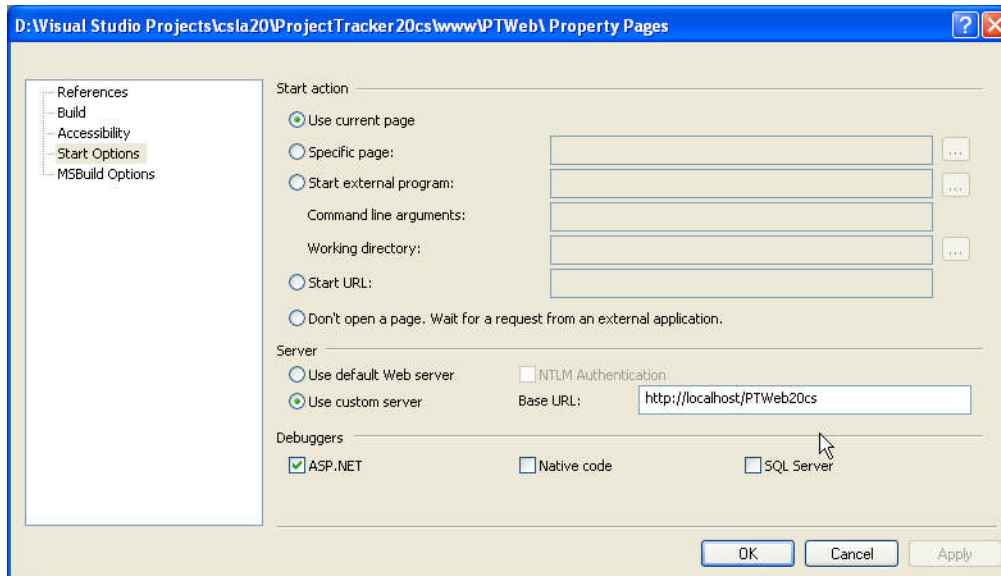 D:\Visual Studio Projects\csla20\ProjectTracker20cs\www\PTWeb\ Property Pages
References
Build
Accessibility
Start Options
MSBuild Options
Start action
Use current page
Specific page:
...
Start external program:
...
Command line arguments:
Working directory:
...
Start URL:
Don't open a page. Wait for a request from an external application.
Server
Use default Web server NTLM Authentication
Use custom server Base URL: http://localhost/PTWeb20cs
Debuggers
ASP.NET Native code SQL Server
OK Cancel Apply